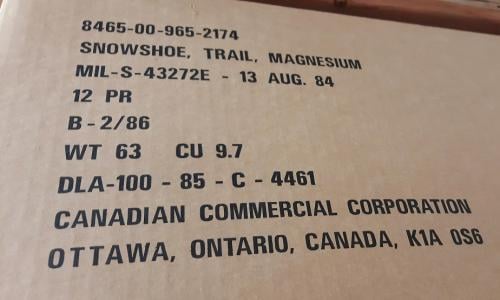 8465-00-965-2174
SNOWSHOE, TRAIL, MAGNESIUM
MIL-S-43272E - 13 AUG. 84
12 PR
B - 2/86
WT 63 CU 9.7
DLA-100 - 85 - C - 4461
CANADIAN COMMERCIAL CORPORATION
OTTAWA, ONTARIO, CANADA, K1A 0S6